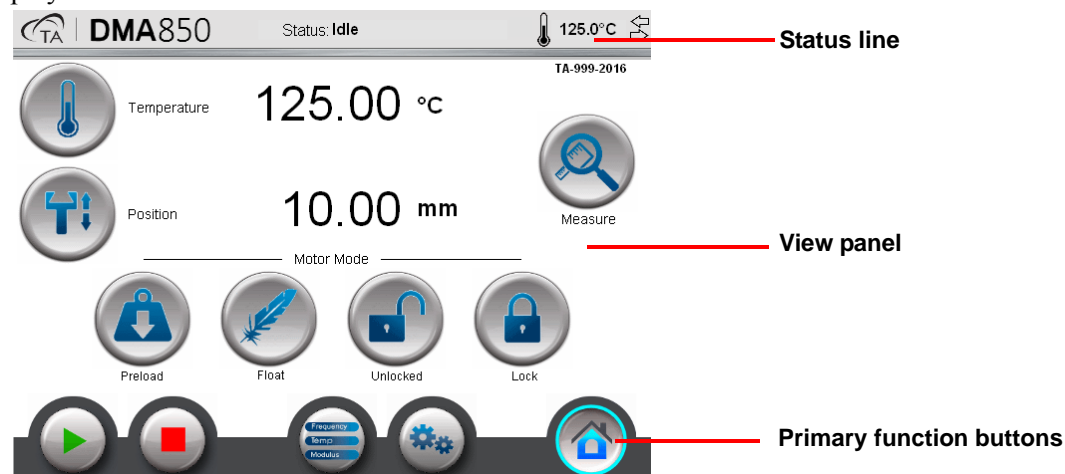 TA DMA850 Status: Idle 125.0°C
Status line
TA-999-2016
Temperature 125.00 °C
Measure
Position 10.00 mm
View panel
Motor Mode
Preload Float Unlocked Lock
Frequency
Temp
Modulus
Primary function buttons